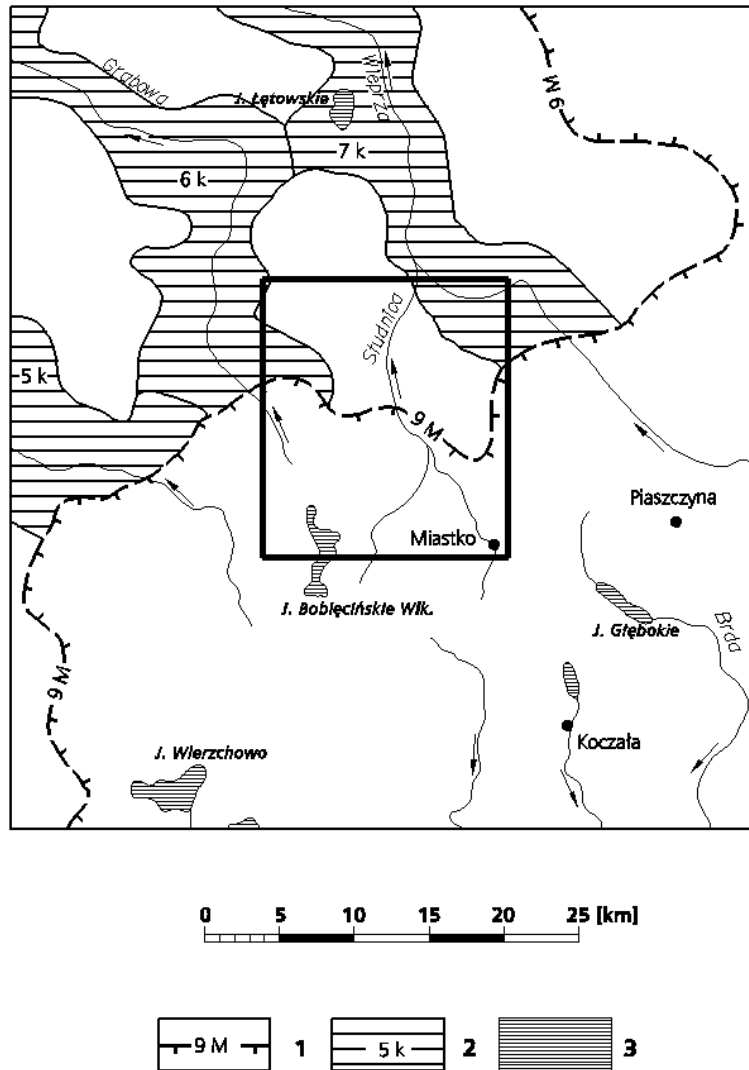 Grabowa
Wieprza
9 M
J. Łętowskie
7 k
6 k
Studnica
5 k
9 M
Piaszczyna
Miastko
J. Bobięcińskie Wlk.
J. Głębokie
Brda
9 M
Koczała
J. Wierzchowo
0 5 10 15 20 25 [km]
9 M 1 5 k 2 3